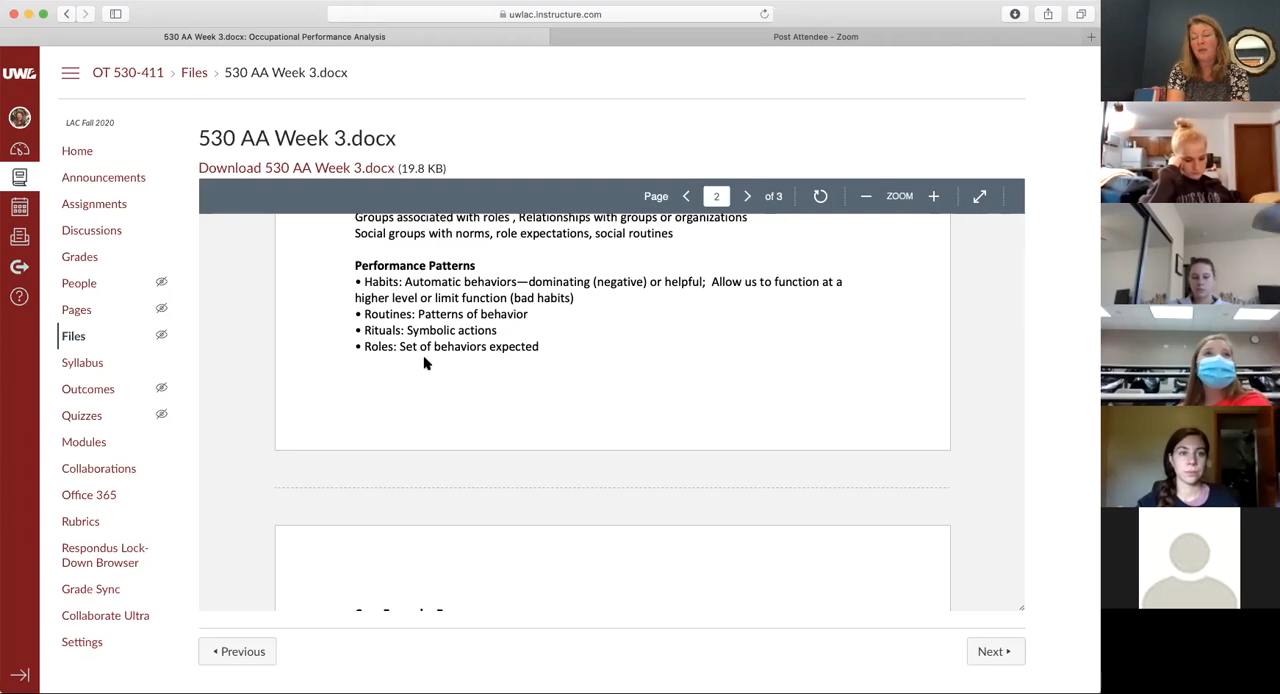 uwlac.instructure.com
530 AA Week 3.docx: Occupational Performance Analysis
Post Attendee - Zoom
UWL
OT 530-411 › Files › 530 AA Week 3.docx
LAC Fall 2020
Home
Announcements
Assignments
Discussions
Grades
People
Pages
Files
Syllabus
Outcomes
Quizzes
Modules
Collaborations
Office 365
Rubrics
Respondus Lock-
Down Browser
Grade Sync
Collaborate Ultra
Settings
530 AA Week 3.docx
Download 530 AA Week 3.docx (19.8 KB)
Page 2 of 3 ZOOM
Groups associated with roles , Relationships with groups or organizations
Social groups with norms, role expectations, social routines
Performance Patterns
• Habits: Automatic behaviors—dominating (negative) or helpful; Allow us to function at a
higher level or limit function (bad habits)
• Routines: Patterns of behavior
• Rituals: Symbolic actions
• Roles: Set of behaviors expected
Previous
Next